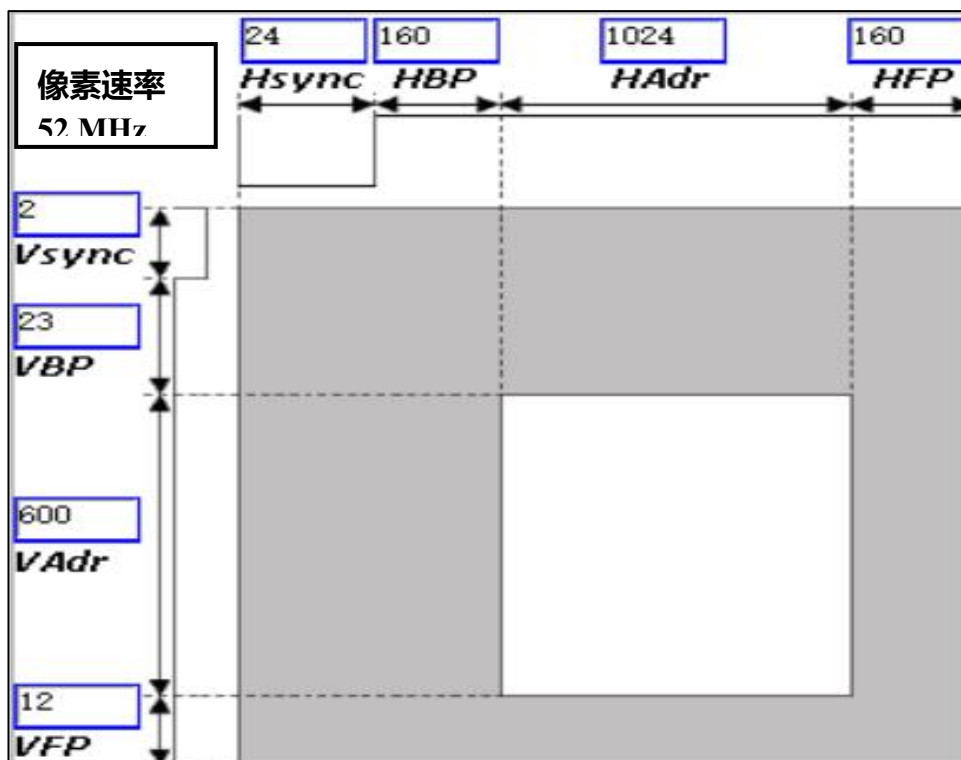 24 160 1024 160
Hsync HBP HAdr HFP
像素速率
52 MHz
2
Vsync
23
VBP
600
VAdr
12
VFP